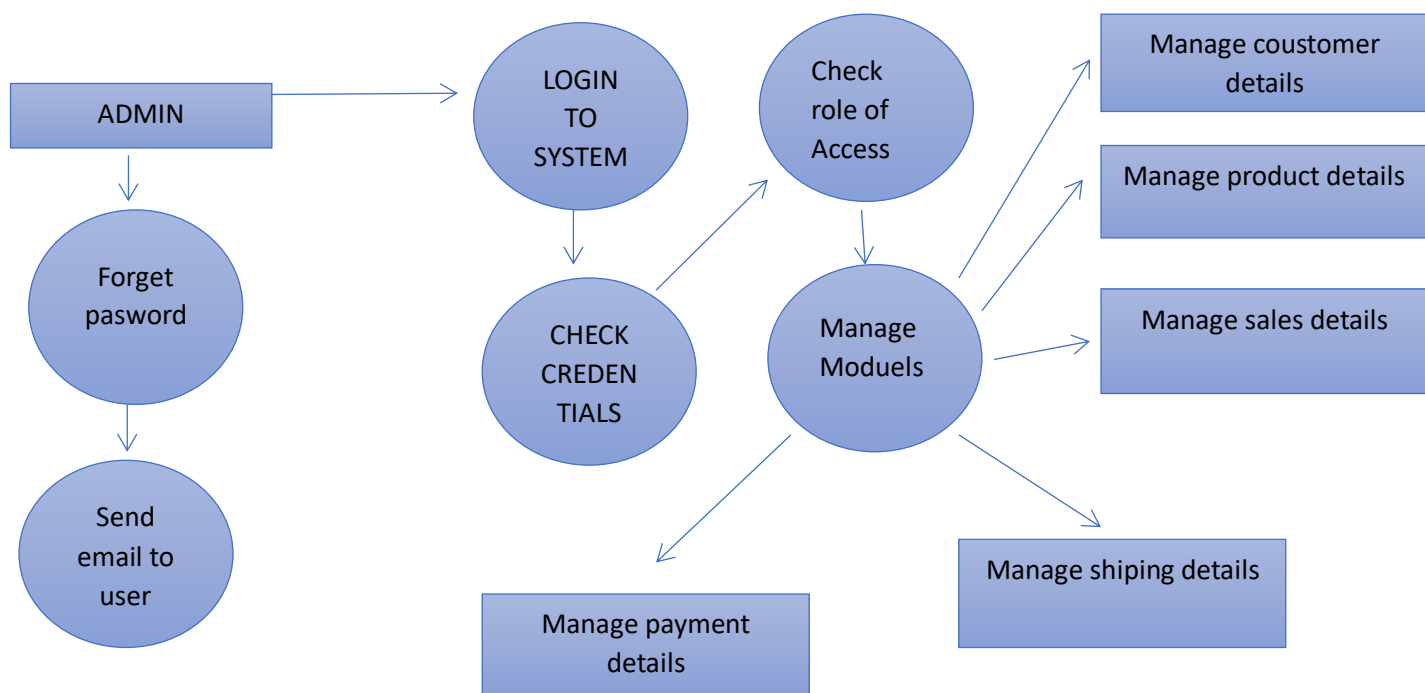 ADMIN
LOGIN
TO
SYSTEM
Check
role of
Access
Manage coustomer
details
Manage product details
Forget
pasword
CHECK
CREDEN
TIALS
Manage
Moduels
Manage sales details
Send
email to
user
Manage payment
details
Manage shiping details